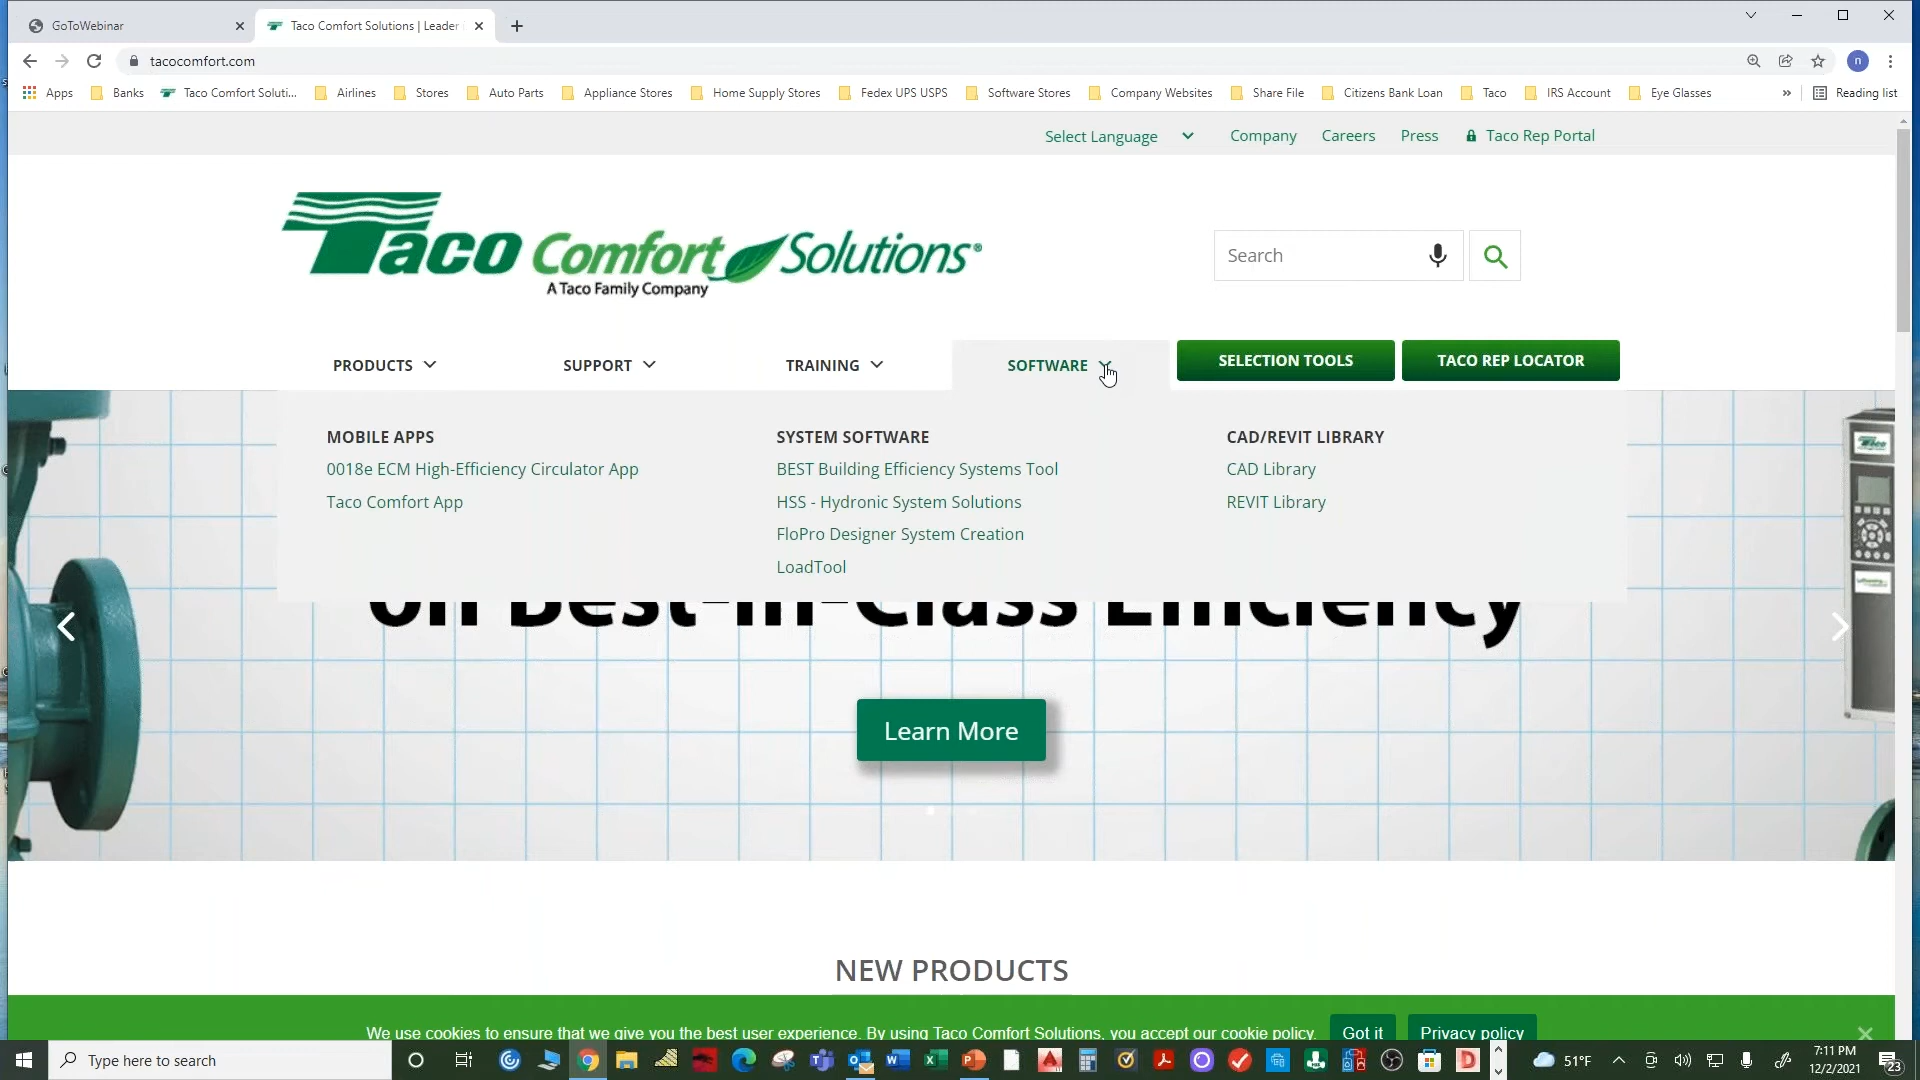 GoToWebinar
Taco Comfort Solutions | Leader
tacocomfort.com
n
Apps
Banks
Taco Comfort Soluti...
Airlines
Stores
Auto Parts
Appliance Stores
Home Supply Stores
Fedex UPS USPS
Software Stores
Company Websites
Share File
Citizens Bank Loan
Taco
IRS Account
Eye Glasses
»
Reading list
Select Language
Company
Careers
Press
Taco Rep Portal
Taco Comfort Solutions®
A Taco Family Company
Search
PRODUCTS
SUPPORT
TRAINING
SOFTWARE
SELECTION TOOLS
TACO REP LOCATOR
MOBILE APPS
0018e ECM High-Efficiency Circulator App
Taco Comfort App
SYSTEM SOFTWARE
BEST Building Efficiency Systems Tool
HSS - Hydronic System Solutions
FloPro Designer System Creation
LoadTool
CAD/REVIT LIBRARY
CAD Library
REVIT Library
on Best-in-Class Efficiency
Learn More
NEW PRODUCTS
We use cookies to ensure that we give you the best user experience. By using Taco Comfort Solutions, you accept our cookie policy.
Got it
Privacy policy
Type here to search
51°F
7:11 PM
12/2/2021
23